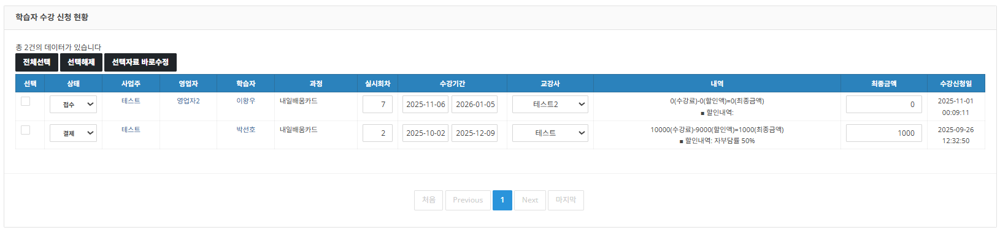 학습자 수강 신청 현황
총 2건의 데이터가 있습니다
전체선택 선택해제 선택자료 바로수정
선택 상태 사업주 영업자 학습자 과정 실시회차 수강기간 교강사 내역 최종금액 수강신청일
접수 테스트 영업자2 이왕우 내일배움카드 7 2025-11-06 2026-01-05 테스트2 0(수강료)-0(할인액)=0(최종금액) 0 2025-11-01
■ 할인내역: 00:09:11
결제 테스트 박선호 내일배움카드 2 2025-10-02 2025-12-09 테스트 10000(수강료)-9000(할인액)=1000(최종금액) 1000 2025-09-26
■ 할인내역: 자부담률 50% 12:32:50
처음 Previous 1 Next 마지막